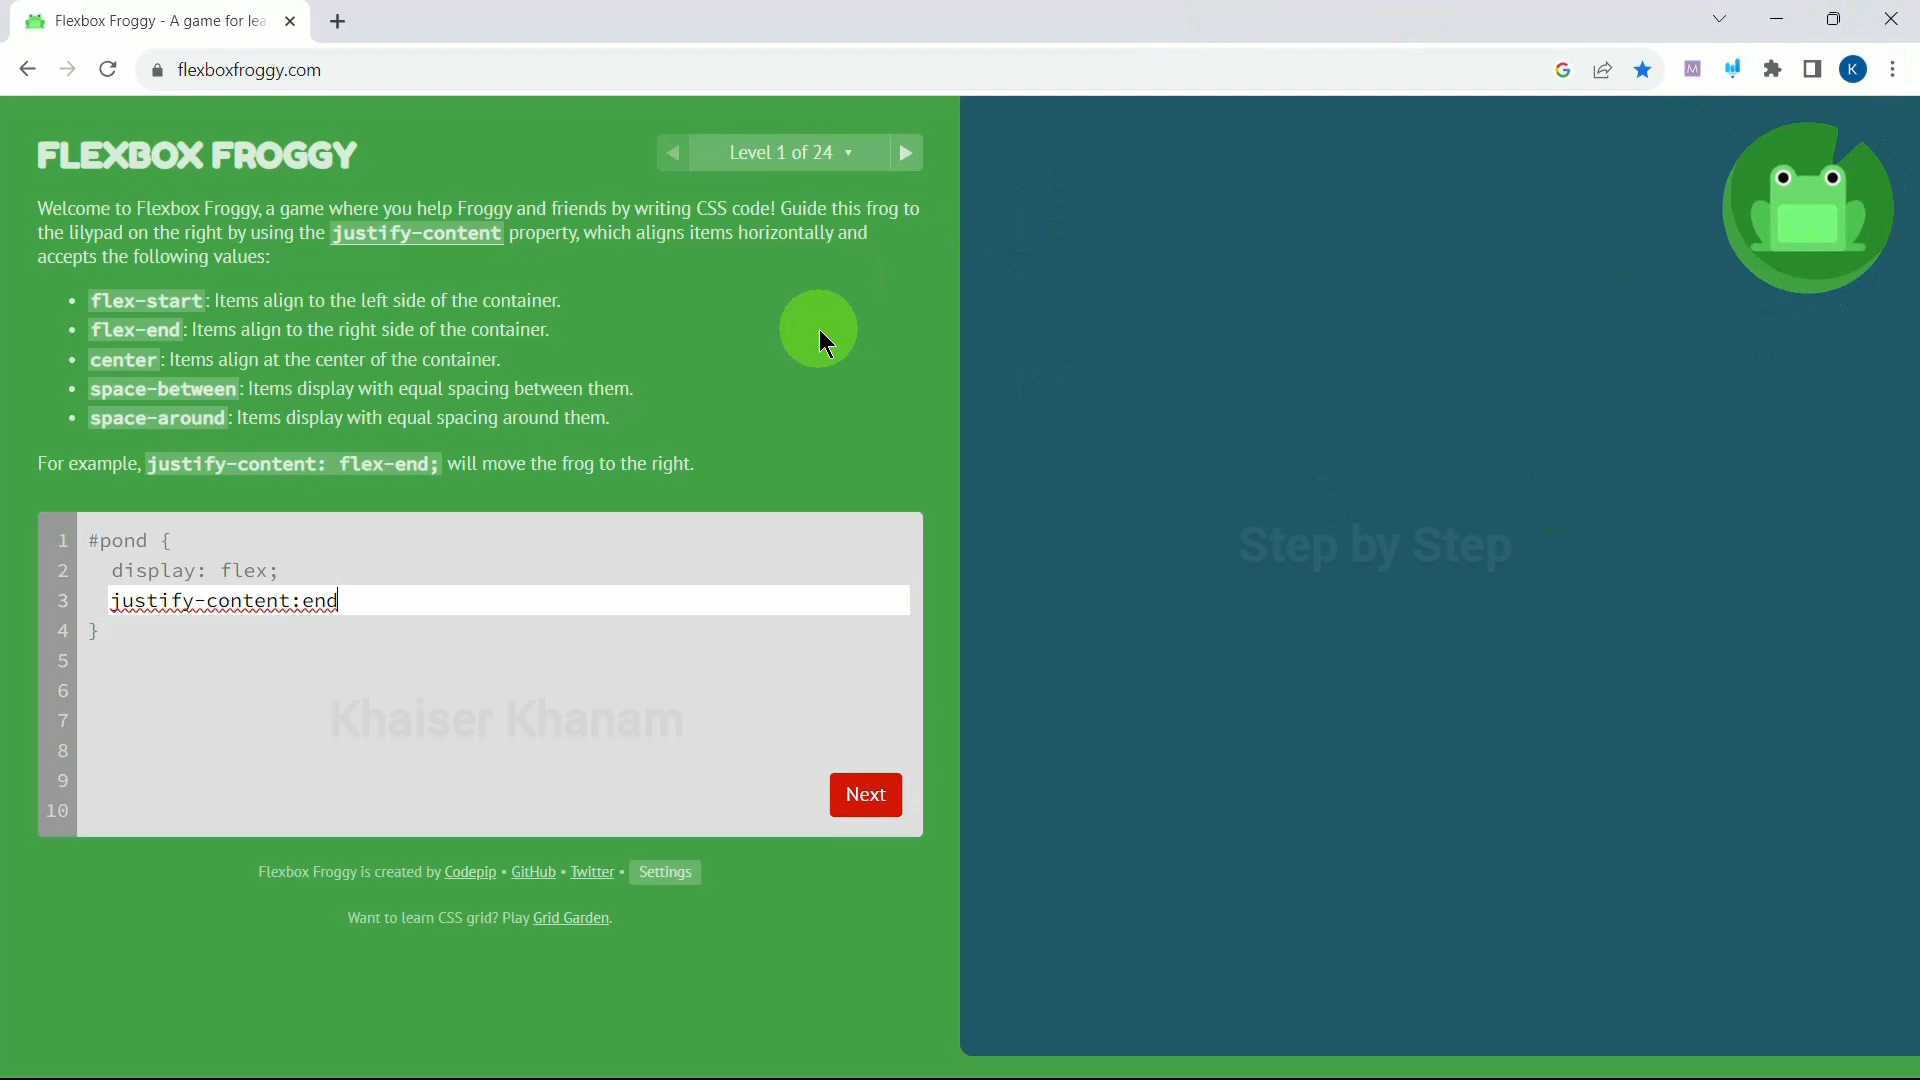 Flexbox Froggy - A game for lea
flexboxfroggy.com
M
K
FLEXBOX FROGGY
Level 1 of 24
Welcome to Flexbox Froggy, a game where you help Froggy and friends by writing CSS code! Guide this frog to
the lilypad on the right by using the justify-content property, which aligns items horizontally and
accepts the following values:
• flex-start: Items align to the left side of the container.
• flex-end: Items align to the right side of the container.
• center: Items align at the center of the container.
• space-between: Items display with equal spacing between them.
• space-around: Items display with equal spacing around them.
For example, justify-content: flex-end; will move the frog to the right.
1 #pond {
2 display: flex;
3 justify-content:end
4 }
5
6
7
8
9
10
Khaiser Khanam
Next
Step by Step
Flexbox Froggy is created by Codepip • GitHub • Twitter • Settings
Want to learn CSS grid? Play Grid Garden.